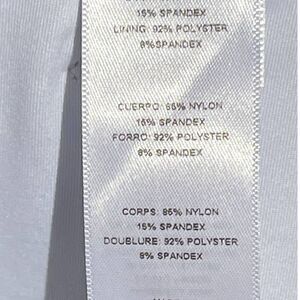 15% SPANDEX
LINING: 92% POLYSTER
8%SPANDEX
CUERPO: 85% NYLON
15% SPANDEX
FORRO: 92% POLYSTER
8% SPANDEX
CORPS: 85% NYLON
15% SPANDEX
DOUBLURE: 92% POLYSTER
8% SPANDEX